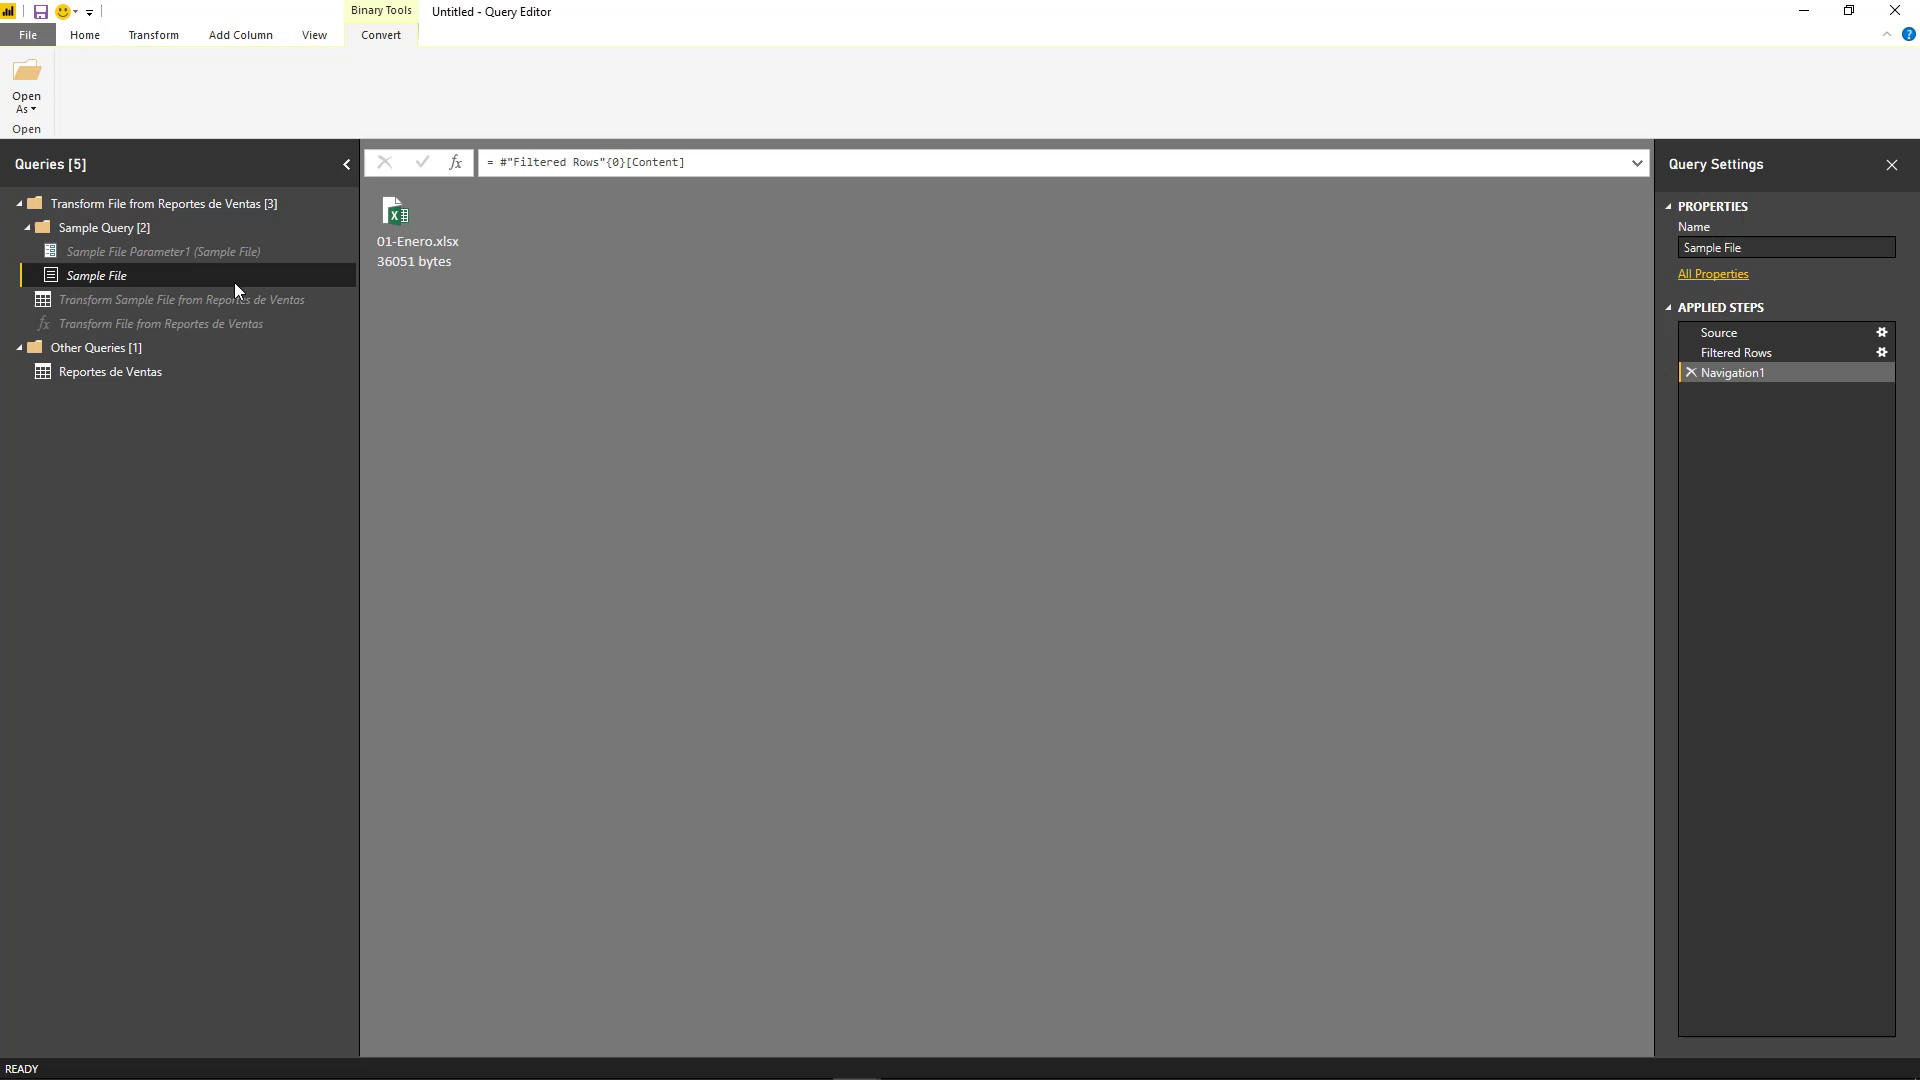 Binary Tools
Untitled - Query Editor
File
Home
Transform
Add Column
View
Convert
Open
As
Open
Queries [5]
= #"Filtered Rows"{0}[Content]
Query Settings
Transform File from Reportes de Ventas [3]
Sample Query [2]
Sample File Parameter1 (Sample File)
Sample File
Transform Sample File from Reportes de Ventas
Transform File from Reportes de Ventas
Other Queries [1]
Reportes de Ventas
01-Enero.xlsx
36051 bytes
PROPERTIES
Name
Sample File
All Properties
APPLIED STEPS
Source
Filtered Rows
Navigation1
READY